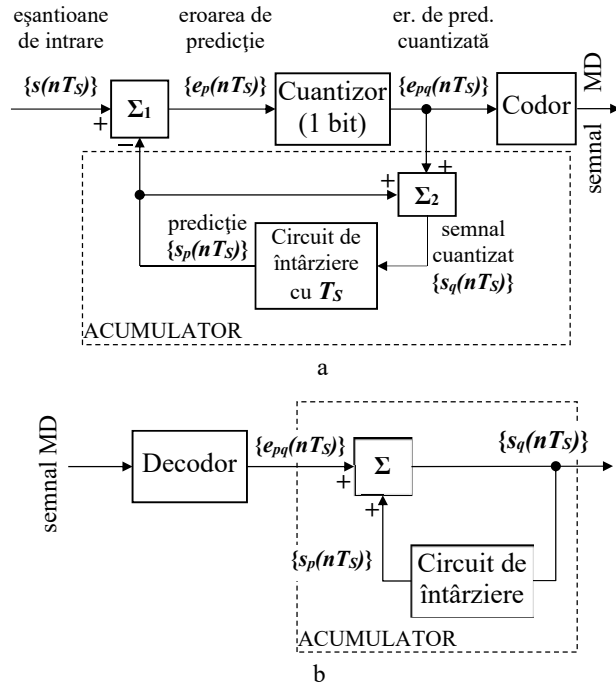 eşantioane
de intrare
eroarea de
predicţie
er. de pred.
cuantizată
{s(nTS)}
{ep(nTS)}
{epq(nTS)}
semnal MD
+
Σ1
−
Cuantizor
(1 bit)
Codor
+
+
Σ2
predicţie
{sp(nTS)}
Circuit de
întârziere
cu TS
semnal
cuantizat
{sq(nTS)}
ACUMULATOR
a
semnal MD
Decodor
{epq(nTS)}
+
Σ
+
{sq(nTS)}
{sp(nTS)}
Circuit de
întârziere
ACUMULATOR
b